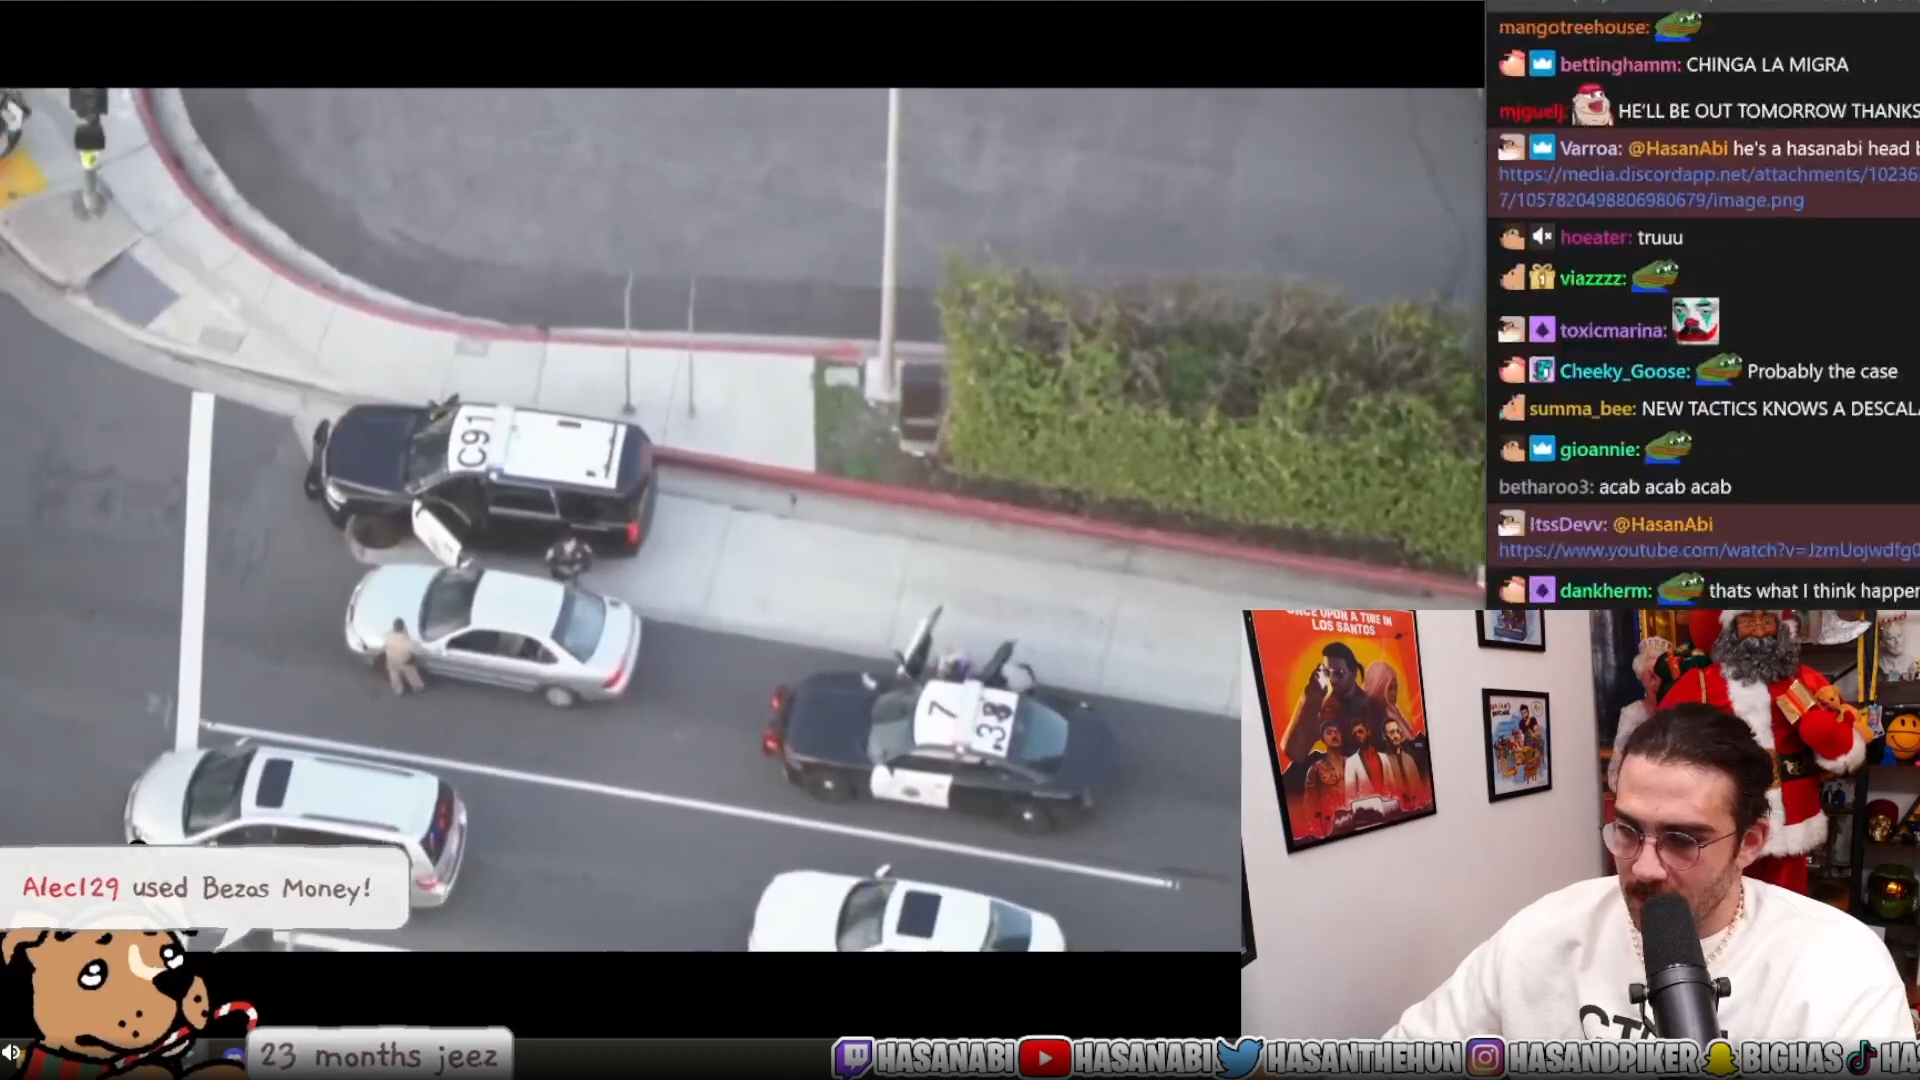 mangotreehouse:
bettinghamm: CHINGA LA MIGRA
mjguelj: HE'LL BE OUT TOMORROW THANKS
Varroa: @HasanAbi he's a hasanabi head b
https://media.discordapp.net/attachments/10236
7/1057820498806980679/image.png
hoeater: truuu
viazzzz:
toxicmarina:
Cheeky_Goose: Probably the case
summa_bee: NEW TACTICS KNOWS A DESCALA
gioannie:
betharoo3: acab acab acab
ItssDevv: @HasanAbi
https://www.youtube.com/watch?v=JzmUojwdfg0
dankherm: thats what I think happen
C91
7 38
ONCE UPON A TIME IN
LOS SANTOS
Alec129 used Bezos Money!
23 months jeez
HASANABI HASANABI HASANTHEHUN HASANDPIKER BIGHAS HAS